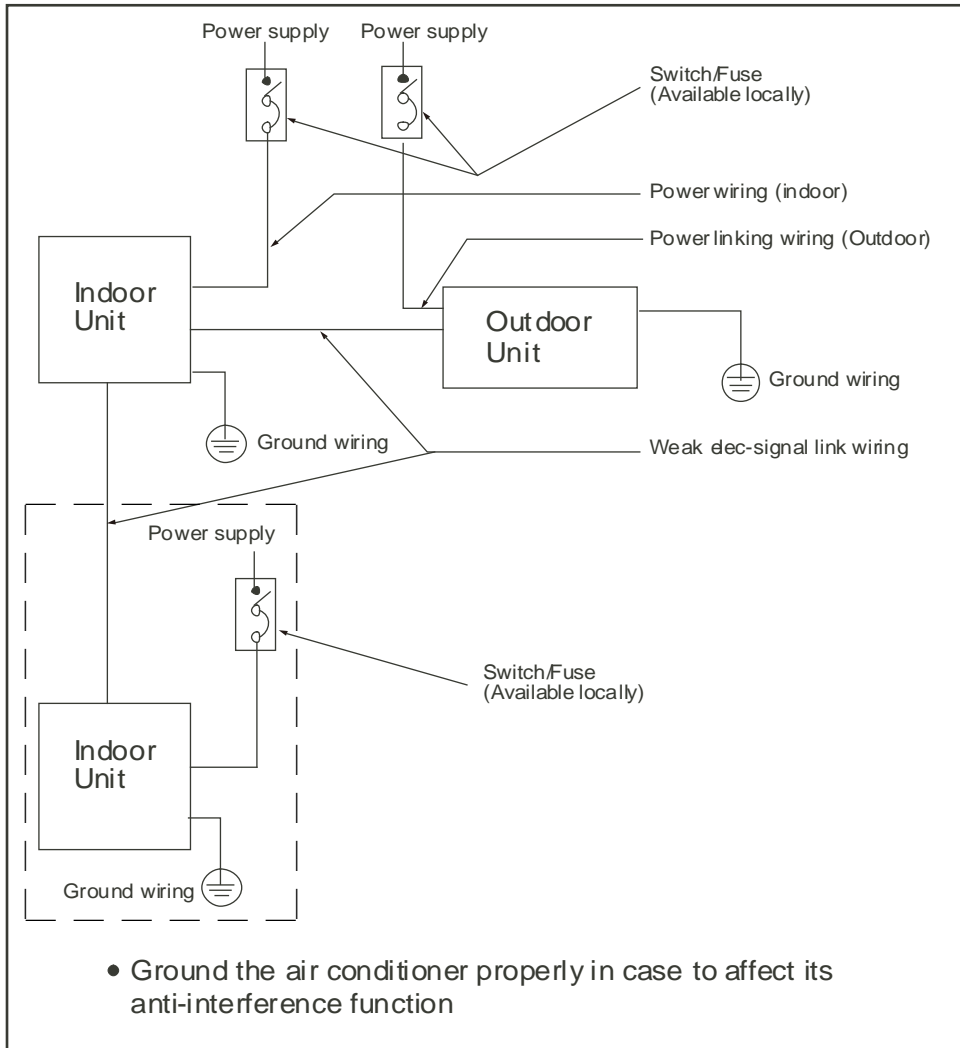 Power supply
Power supply
Switch/Fuse
(Available locally)
Power wiring (indoor)
Power linking wiring (Outdoor)
Indoor
Unit
Outdoor
Unit
Ground wiring
Ground wiring
Weak elec-signal link wiring
Power supply
Switch/Fuse
(Available locally)
Indoor
Unit
Ground wiring
• Ground the air conditioner properly in case to affect its
anti-interference function